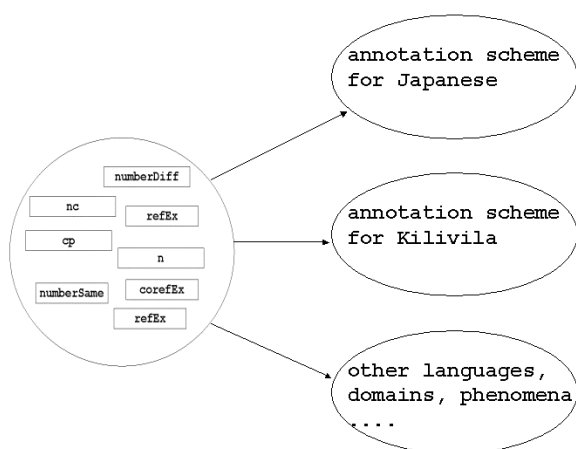 annotation scheme
for Japanese
numberDiff
nc
refEx
cp
n
numberSame
corefEx
refEx
annotation scheme
for Kilivila
other languages,
domains, phenomena
....